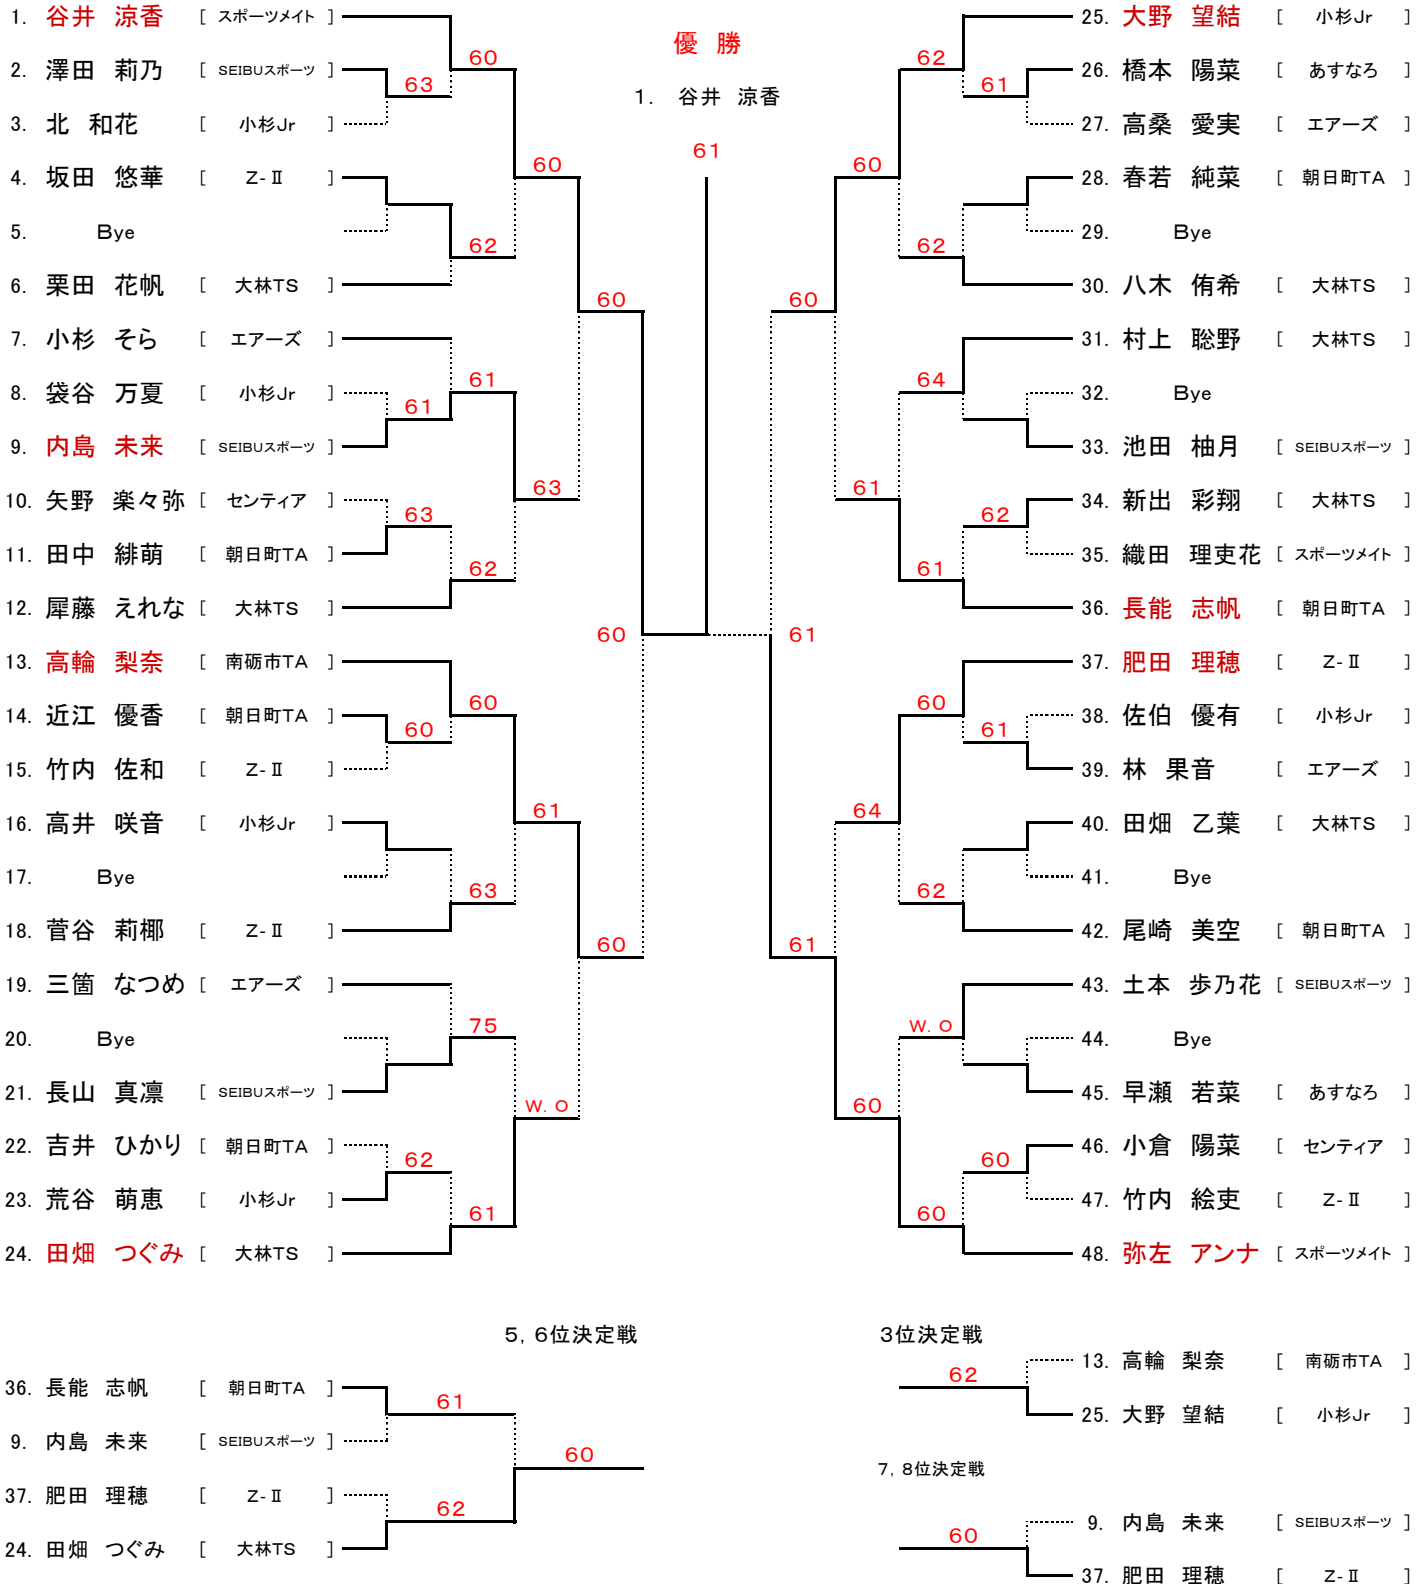 優 勝
1. 谷井 涼香
61
1. 谷井 涼香 [ スポーツメイト ]
60
2. 澤田 莉乃 [ SEIBUスポーツ ]
63
3. 北 和花 [ 小杉Jr ]
60
4. 坂田 悠華 [ Z-Ⅱ ]
5. Bye
62
6. 栗田 花帆 [ 大林TS ]
60
7. 小杉 そら [ エアーズ ]
61
8. 袋谷 万夏 [ 小杉Jr ]
61
9. 内島 未来 [ SEIBUスポーツ ]
63
10. 矢野 楽々弥 [ センティア ]
63
11. 田中 緋萌 [ 朝日町TA ]
62
12. 犀藤 えれな [ 大林TS ]
60
13. 高輪 梨奈 [ 南砺市TA ]
60
14. 近江 優香 [ 朝日町TA ]
60
15. 竹内 佐和 [ Z-Ⅱ ]
61
16. 高井 咲音 [ 小杉Jr ]
17. Bye
63
18. 菅谷 莉梛 [ Z-Ⅱ ]
60
19. 三箇 なつめ [ エアーズ ]
75
20. Bye
21. 長山 真凛 [ SEIBUスポーツ ]
W.O
22. 吉井 ひかり [ 朝日町TA ]
62
23. 荒谷 萌恵 [ 小杉Jr ]
61
24. 田畑 つぐみ [ 大林TS ]
25. 大野 望結 [ 小杉Jr ]
62
26. 橋本 陽菜 [ あすなろ ]
61
27. 高桑 愛実 [ エアーズ ]
60
28. 春若 純菜 [ 朝日町TA ]
29. Bye
62
30. 八木 侑希 [ 大林TS ]
60
31. 村上 聡野 [ 大林TS ]
64
32. Bye
33. 池田 柚月 [ SEIBUスポーツ ]
61
34. 新出 彩翔 [ 大林TS ]
62
35. 織田 理吏花 [ スポーツメイト ]
61
36. 長能 志帆 [ 朝日町TA ]
61
37. 肥田 理穂 [ Z-Ⅱ ]
60
38. 佐伯 優有 [ 小杉Jr ]
61
39. 林 果音 [ エアーズ ]
64
40. 田畑 乙葉 [ 大林TS ]
41. Bye
62
42. 尾崎 美空 [ 朝日町TA ]
61
43. 土本 歩乃花 [ SEIBUスポーツ ]
W.O
44. Bye
45. 早瀬 若菜 [ あすなろ ]
60
46. 小倉 陽菜 [ センティア ]
60
47. 竹内 絵吏 [ Z-Ⅱ ]
60
48. 弥左 アンナ [ スポーツメイト ]
5,6位決定戦
36. 長能 志帆 [ 朝日町TA ]
61
9. 内島 未来 [ SEIBUスポーツ ]
60
37. 肥田 理穂 [ Z-Ⅱ ]
62
24. 田畑 つぐみ [ 大林TS ]
3位決定戦
13. 高輪 梨奈 [ 南砺市TA ]
62
25. 大野 望結 [ 小杉Jr ]
7,8位決定戦
9. 内島 未来 [ SEIBUスポーツ ]
60
37. 肥田 理穂 [ Z-Ⅱ ]